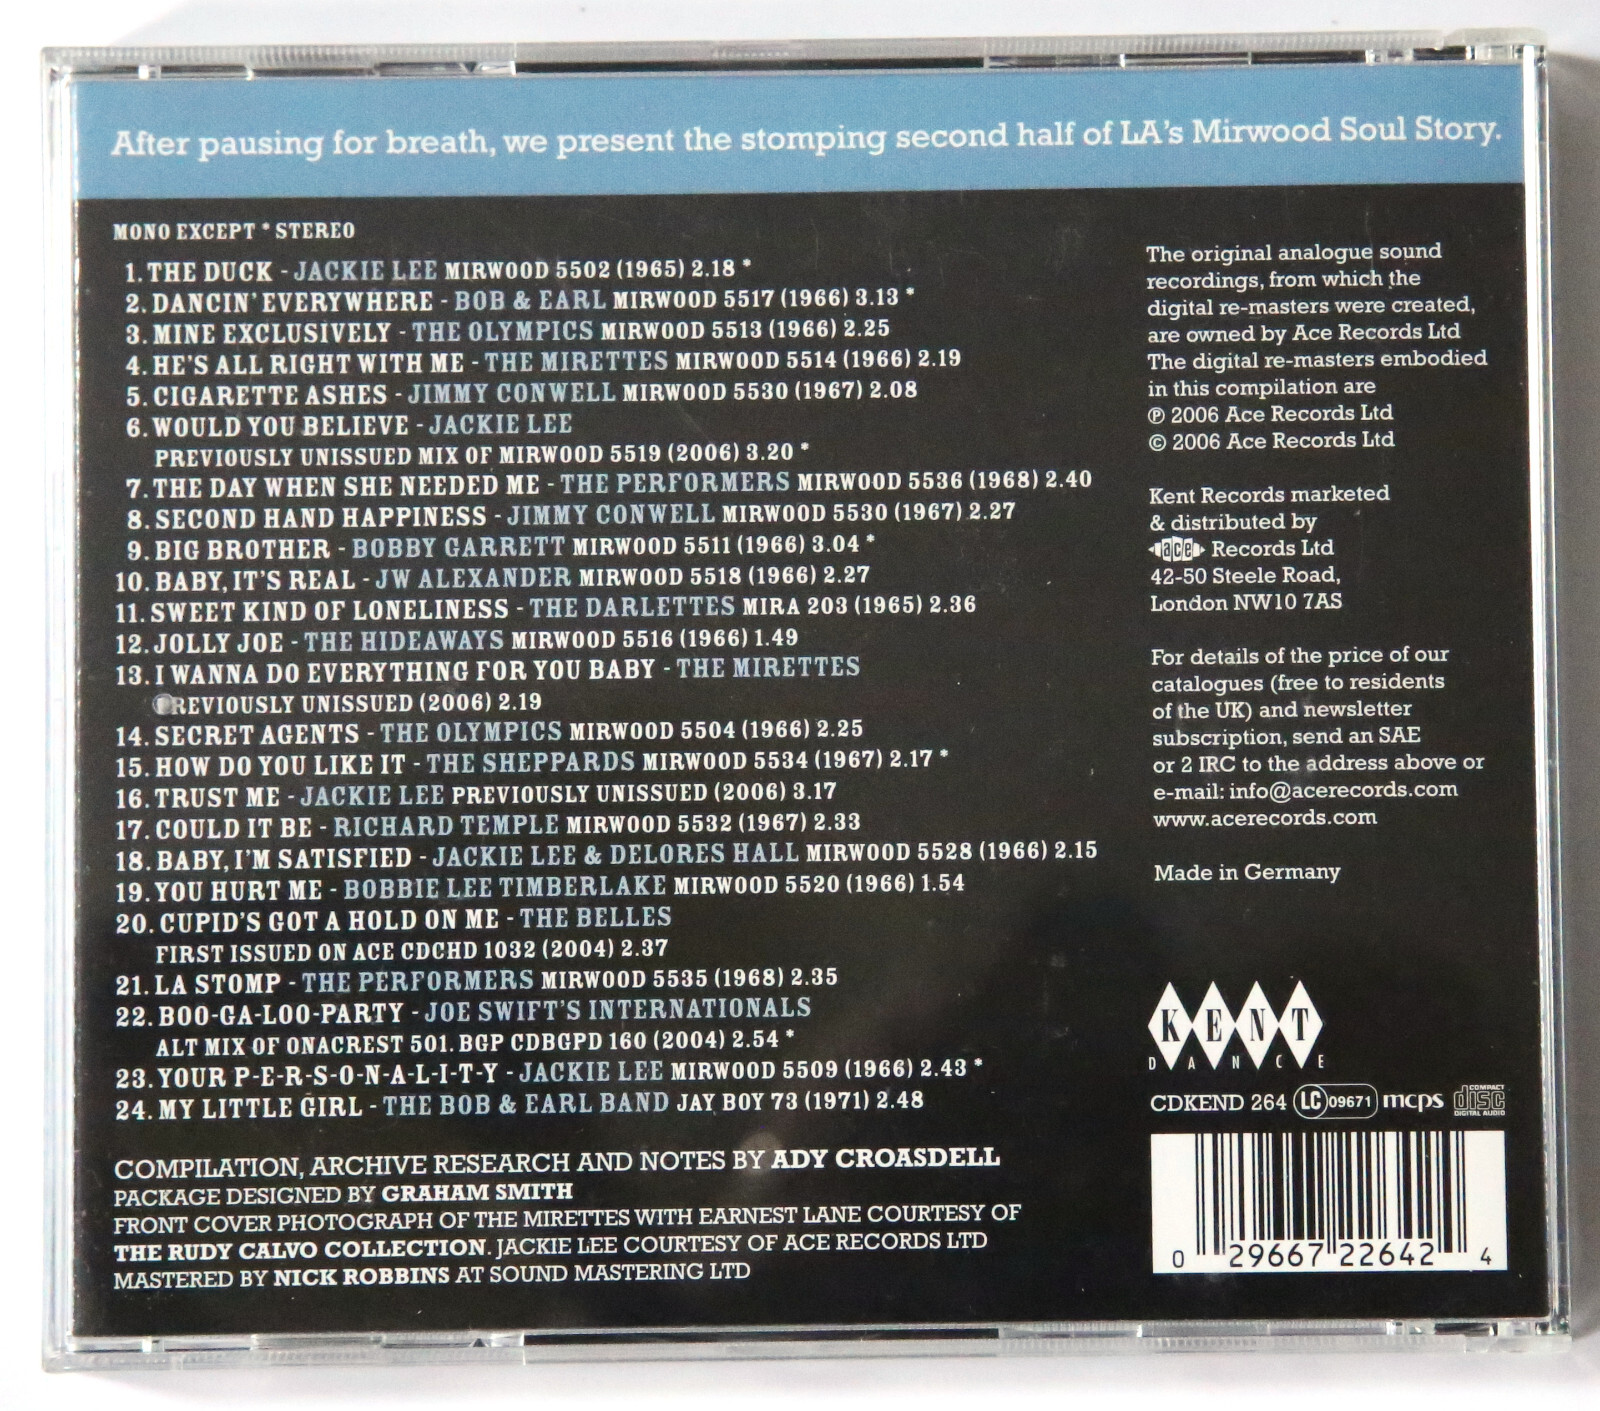 After pausing for breath, we present the stomping second half of LA's Mirwood Soul Story.
MONO EXCEPT * STEREO
1. THE DUCK - JACKIE LEE MIRWOOD 5502 (1965) 2.18 *
2. DANCIN' EVERYWHERE - BOB & EARL MIRWOOD 5517 (1966) 3.13 *
3. MINE EXCLUSIVELY - THE OLYMPICS MIRWOOD 5513 (1966) 2.25
4. HE'S ALL RIGHT WITH ME - THE MIRETTES MIRWOOD 5514 (1966) 2.19
5. CIGARETTE ASHES - JIMMY CONWELL MIRWOOD 5530 (1967) 2.08
6. WOULD YOU BELIEVE - JACKIE LEE
PREVIOUSLY UNISSUED MIX OF MIRWOOD 5519 (2006) 3.20 *
7. THE DAY WHEN SHE NEEDED ME - THE PERFORMERS MIRWOOD 5536 (1968) 2.40
8. SECOND HAND HAPPINESS - JIMMY CONWELL MIRWOOD 5530 (1967) 2.27
9. BIG BROTHER - BOBBY GARRETT MIRWOOD 5511 (1966) 3.04 *
10. BABY, IT'S REAL - JW ALEXANDER MIRWOOD 5518 (1966) 2.27
11. SWEET KIND OF LONELINESS - THE DARLETTES MIRA 203 (1965) 2.36
12. JOLLY JOE - THE HIDEAWAYS MIRWOOD 5516 (1966) 1.49
13. I WANNA DO EVERYTHING FOR YOU BABY - THE MIRETTES
PREVIOUSLY UNISSUED (2006) 2.19
14. SECRET AGENTS - THE OLYMPICS MIRWOOD 5504 (1966) 2.25
15. HOW DO YOU LIKE IT - THE SHEPPARDS MIRWOOD 5534 (1967) 2.17 *
16. TRUST ME - JACKIE LEE PREVIOUSLY UNISSUED (2006) 3.17
17. COULD IT BE - RICHARD TEMPLE MIRWOOD 5532 (1967) 2.33
18. BABY, I'M SATISFIED - JACKIE LEE & DELORES HALL MIRWOOD 5528 (1966) 2.15
19. YOU HURT ME - BOBBIE LEE TIMBERLAKE MIRWOOD 5520 (1966) 1.54
20. CUPID'S GOT A HOLD ON ME - THE BELLES
FIRST ISSUED ON ACE CDCHD 1032 (2004) 2.37
21. LA STOMP - THE PERFORMERS MIRWOOD 5535 (1968) 2.35
22. BOO-GA-LOO-PARTY - JOE SWIFT'S INTERNATIONALS
ALT MIX OF ONACREST 501. BGP CDBGPD 160 (2004) 2.54 *
23. YOUR P-E-R-S-O-N-A-L-I-T-Y - JACKIE LEE MIRWOOD 5509 (1966) 2.43 *
24. MY LITTLE GIRL - THE BOB & EARL BAND JAY BOY 73 (1971) 2.48
COMPILATION, ARCHIVE RESEARCH AND NOTES BY ADY CROASDELL
PACKAGE DESIGNED BY GRAHAM SMITH
FRONT COVER PHOTOGRAPH OF THE MIRETTES WITH EARNEST LANE COURTESY OF
THE RUDY CALVO COLLECTION. JACKIE LEE COURTESY OF ACE RECORDS LTD
MASTERED BY NICK ROBBINS AT SOUND MASTERING LTD
The original analogue sound
recordings, from which the
digital re-masters were created,
are owned by Ace Records Ltd
The digital re-masters embodied
in this compilation are
℗ 2006 Ace Records Ltd
© 2006 Ace Records Ltd
Kent Records marketed
& distributed by
ace Records Ltd
42-50 Steele Road,
London NW10 7AS
For details of the price of our
catalogues (free to residents
of the UK) and newsletter
subscription, send an SAE
or 2 IRC to the address above or
e-mail: info@acerecords.com
www.acerecords.com
Made in Germany
KENT
DANCE
CDKEND 264 LC 09671 mcps COMPACT disc DIGITAL AUDIO
0 29667 22642 4